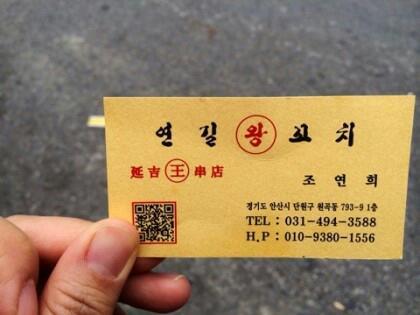 연길 왕 꼬치
延吉 王 串店
조 연 희
경기도 안산시 단원구 원곡동 793-9 1층
TEL : 031-494-3588
H.P : 010-9380-1556